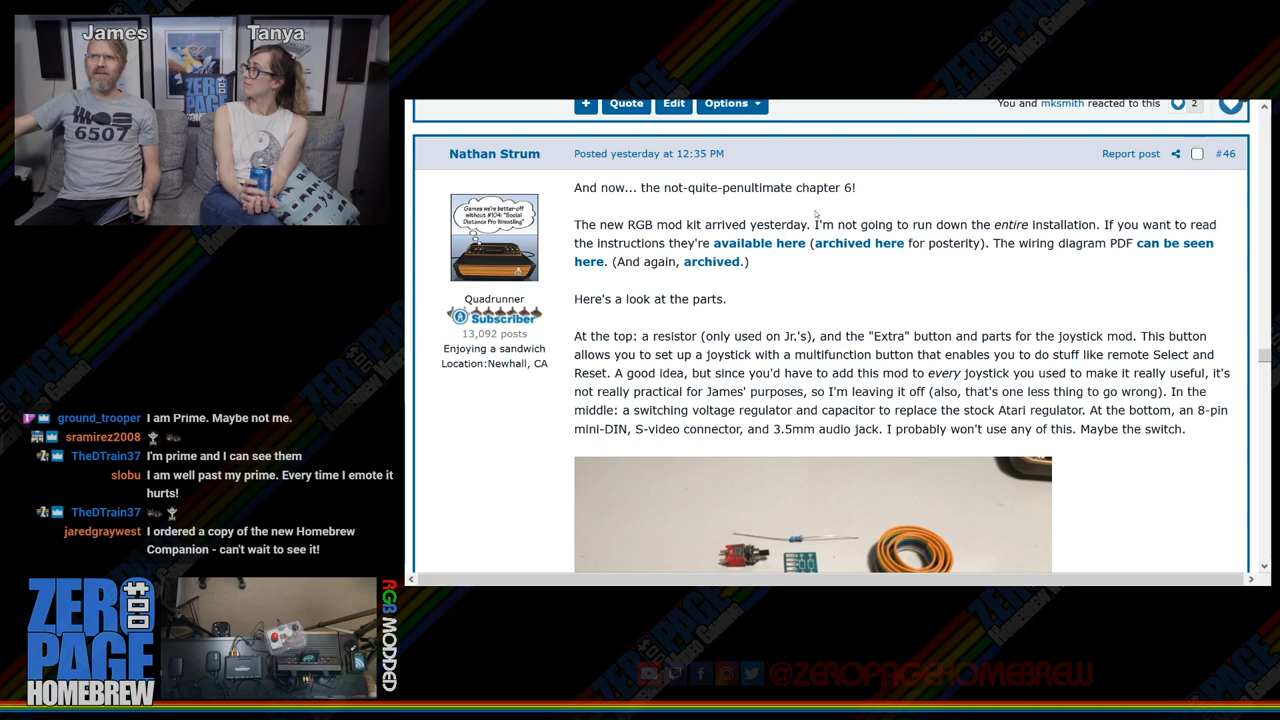 James
Tanya
6507
ZERO
PAGE
+ Quote Edit Options
You and mksmith reacted to this 2
Nathan Strum
Posted yesterday at 12:35 PM
Report post #46
Games we're better-off
without #104: "Social
Distance Pro Wrestling"
Quadrunner
Subscriber
13,092 posts
Enjoying a sandwich
Location:Newhall, CA
And now... the not-quite-penultimate chapter 6!
The new RGB mod kit arrived yesterday. I'm not going to run down the entire installation. If you want to read
the instructions they're available here (archived here for posterity). The wiring diagram PDF can be seen
here. (And again, archived.)
Here's a look at the parts.
At the top: a resistor (only used on Jr.'s), and the "Extra" button and parts for the joystick mod. This button
allows you to set up a joystick with a multifunction button that enables you to do stuff like remote Select and
Reset. A good idea, but since you'd have to add this mod to every joystick you used to make it really useful, it's
not really practical for James' purposes, so I'm leaving it off (also, that's one less thing to go wrong). In the
middle: a switching voltage regulator and capacitor to replace the stock Atari regulator. At the bottom, an 8-pin
mini-DIN, S-video connector, and 3.5mm audio jack. I probably won't use any of this. Maybe the switch.
ground_trooper I am Prime. Maybe not me.
sramirez2008
TheDTrain37 I'm prime and I can see them
slobu I am well past my prime. Every time I emote it
hurts!
TheDTrain37
jaredgraywest I ordered a copy of the new Homebrew
Companion - can't wait to see it!
ZERO
PAGE
HOMEBREW
RGB MODDED
@ZEROPAGEHOMEBREW